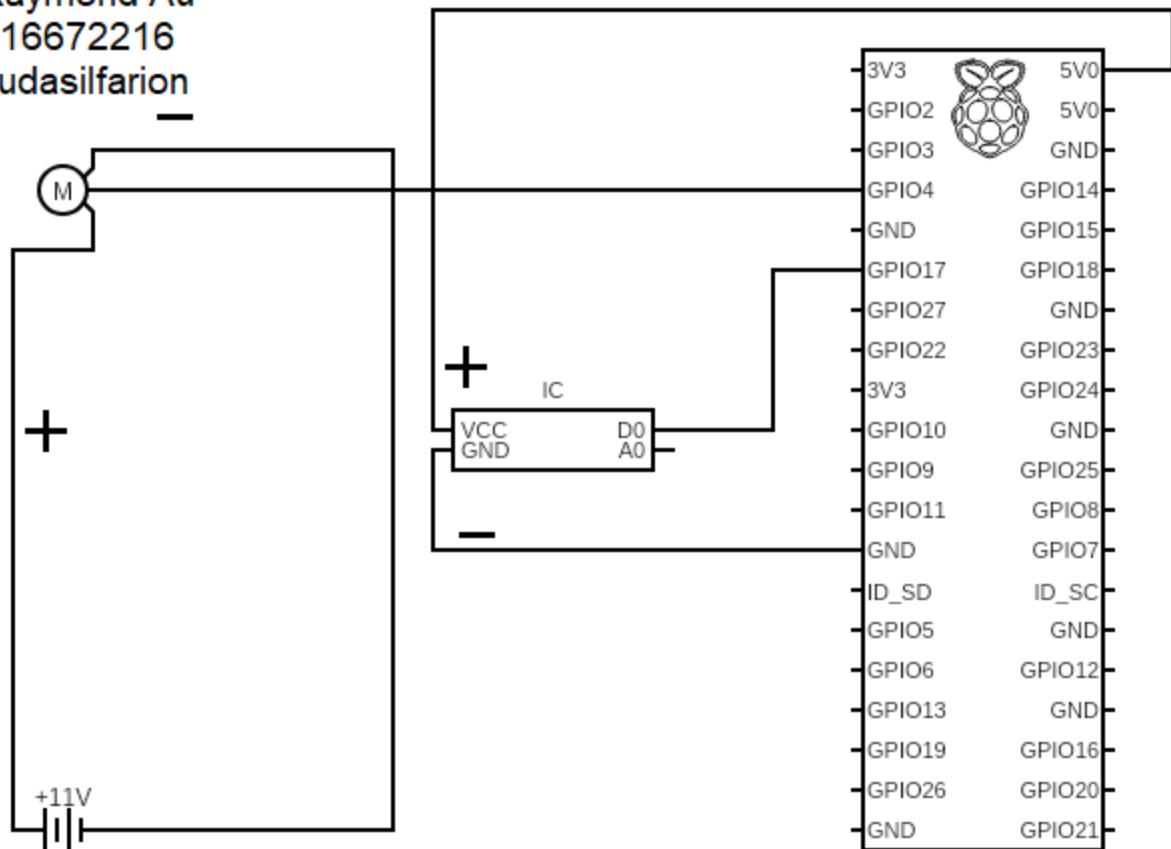 16672216
udasilfarion
M
+11V
IC
VCC
GND
D0
A0
3V3
GPIO2
GPIO3
GPIO4
GND
GPIO17
GPIO27
GPIO22
3V3
GPIO10
GPIO9
GPIO11
GND
ID_SD
GPIO5
GPIO6
GPIO13
GPIO19
GPIO26
GND
5V0
5V0
GND
GPIO14
GPIO15
GPIO18
GND
GPIO23
GPIO24
GND
GPIO25
GPIO8
GPIO7
ID_SC
GND
GPIO12
GND
GPIO16
GPIO20
GPIO21